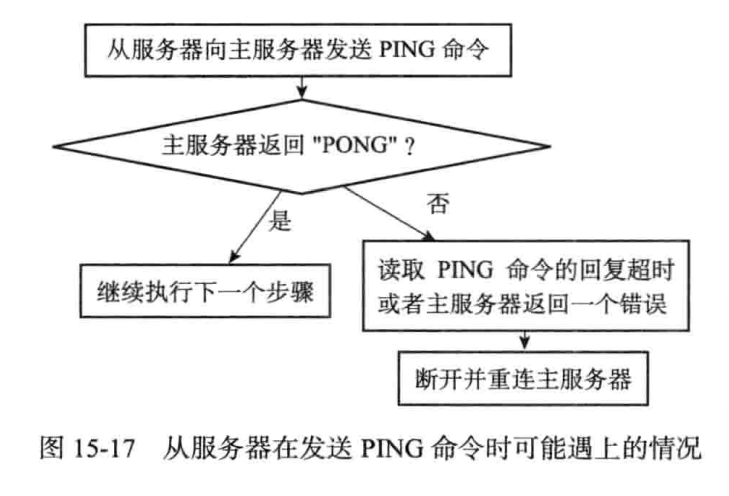 从服务器向主服务器发送 PING 命令
主服务器返回 "PONG"？
是
否
继续执行下一个步骤
读取 PING 命令的回复超时
或者主服务器返回一个错误
断开并重连主服务器
图 15-17 从服务器在发送 PING 命令时可能遇上的情况